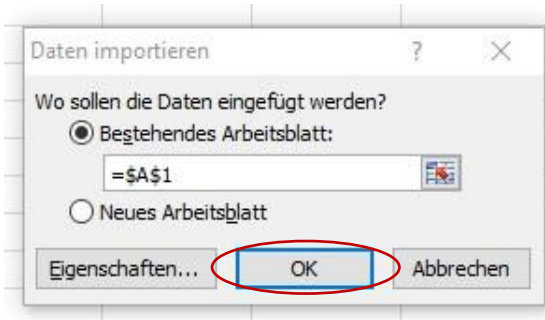 Daten importieren ?
Wo sollen die Daten eingefügt werden?
Bestehendes Arbeitsblatt:
=$A$1
Neues Arbeitsblatt
Eigenschaften... OK Abbrechen